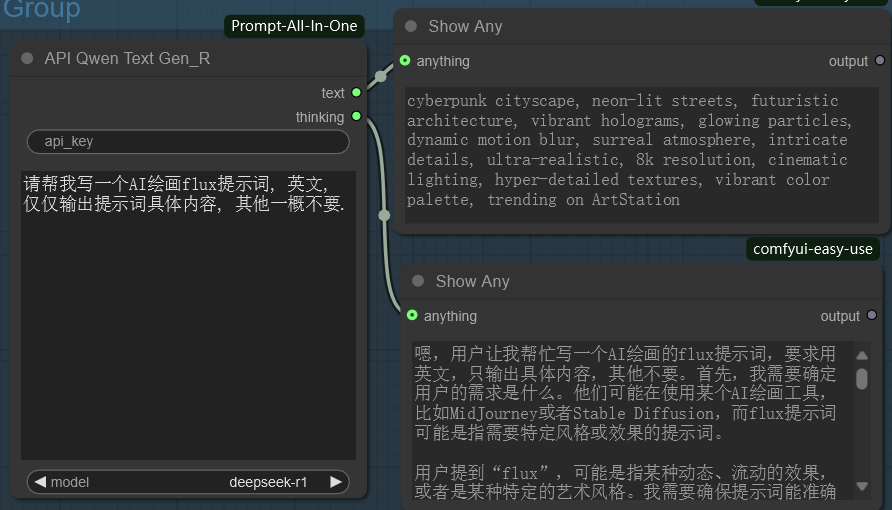 Group
Prompt-All-In-One
API Qwen Text Gen_R
text
thinking
api_key
请帮我写一个AI绘画flux提示词, 英文,
仅仅输出提示词具体内容, 其他一概不要.
model
deepseek-r1
Show Any
anything
output
cyberpunk cityscape, neon-lit streets, futuristic
architecture, vibrant holograms, glowing particles,
dynamic motion blur, surreal atmosphere, intricate
details, ultra-realistic, 8k resolution, cinematic
lighting, hyper-detailed textures, vibrant color
palette, trending on ArtStation
comfyui-easy-use
Show Any
anything
output
嗯，用户让我帮忙写一个AI绘画的flux提示词，要求用
英文，只输出具体内容，其他不要。首先，我需要确定
用户的需求是什么。他们可能在使用某个AI绘画工具，
比如MidJourney或者Stable Diffusion，而flux提示词
可能是指需要特定风格或效果的提示词。
用户提到“flux”，可能是指某种动态、流动的效果，
或者是某种特定的艺术风格。我需要确保提示词能准确